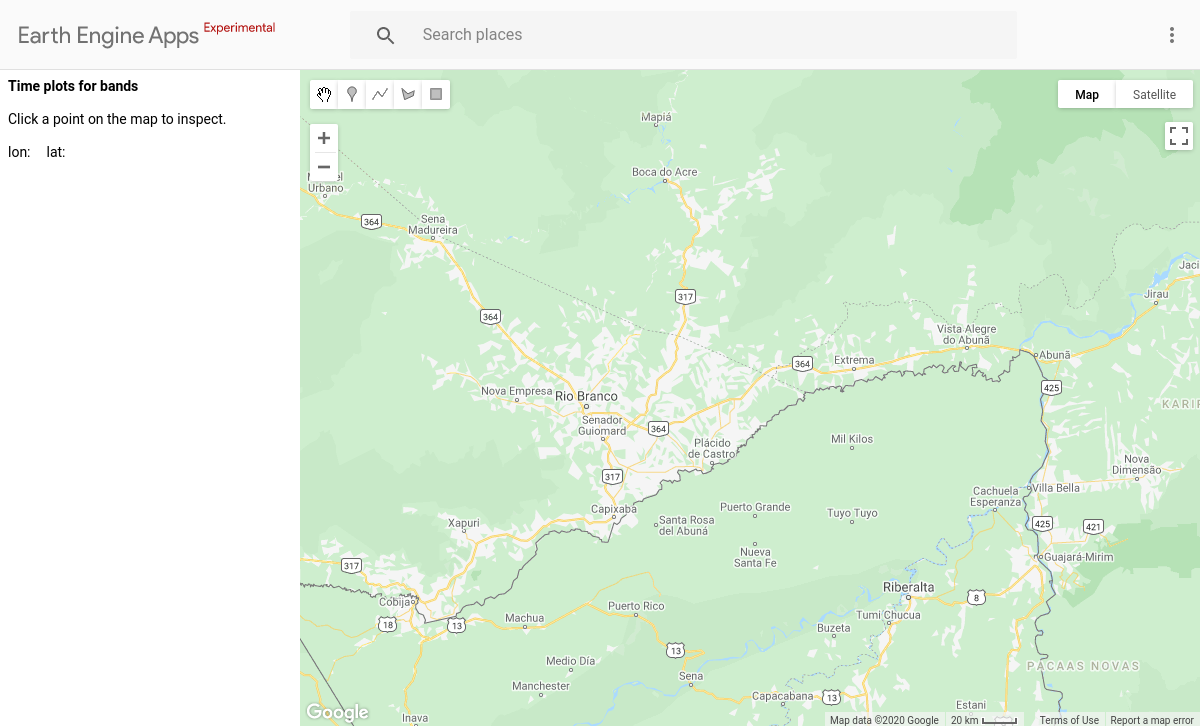 Earth Engine Apps Experimental
Search places
Time plots for bands
Click a point on the map to inspect.
lon: lat:
Map Satellite
Mapiá
Boca do Acre
Urbano
364
Sena
Madureira
Jaci
317
Jirau
364
Vista Alegre
do Abunã
Abunã
364
Extrema
425
Nova Empresa
Rio Branco
KARIP
Senador
Guiomard
364
Mil Kilos
Plácido
de Castro
Nova
Dimensão
317
Villa Bella
Cachuela
Esperanza
Capixaba
Puerto Grande
Tuyo Tuyo
Xapuri
Santa Rosa
del Abuná
425
421
Nueva
Santa Fe
Guajará-Mirim
317
Riberalta
8
Cobija
Puerto Rico
Tumi Chucua
Machua
18
13
Buzeta
13
Medio Día
PACAAS NOVAS
Sena
Manchester
Capacabana
13
Estani
Inava
Google
Map data ©2020 Google 20 km Terms of Use Report a map error